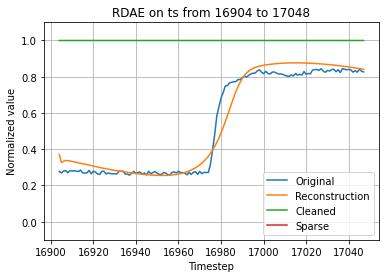 RDAE on ts from 16904 to 17048
Normalized value
1.0
0.8
0.6
0.4
0.2
0.0
Original
Reconstruction
Cleaned
Sparse
16900 16920 16940 16960 16980 17000 17020 17040
Timestep